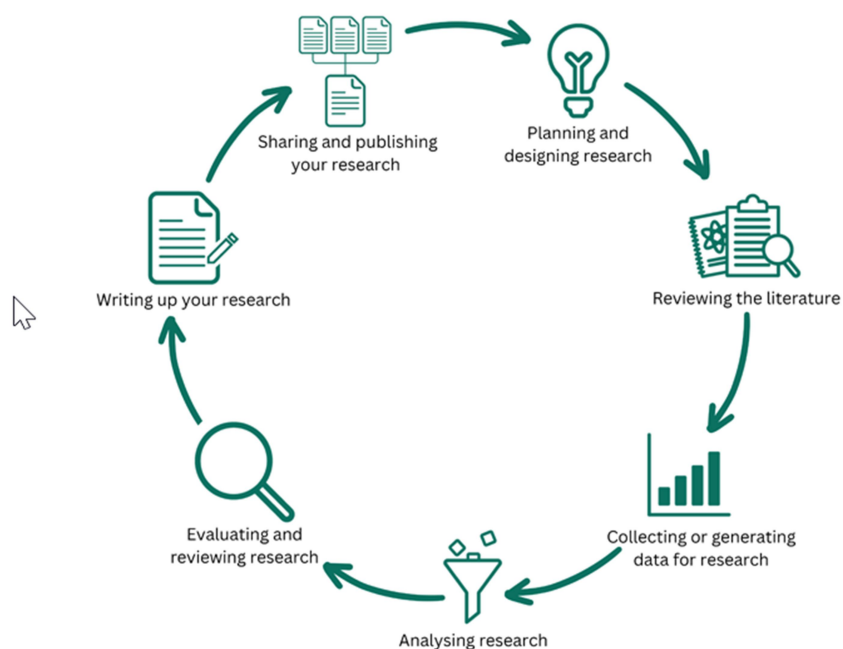 Sharing and publishing
your research
Planning and
designing research
Reviewing the literature
Collecting or generating
data for research
Analysing research
Evaluating and
reviewing research
Writing up your research